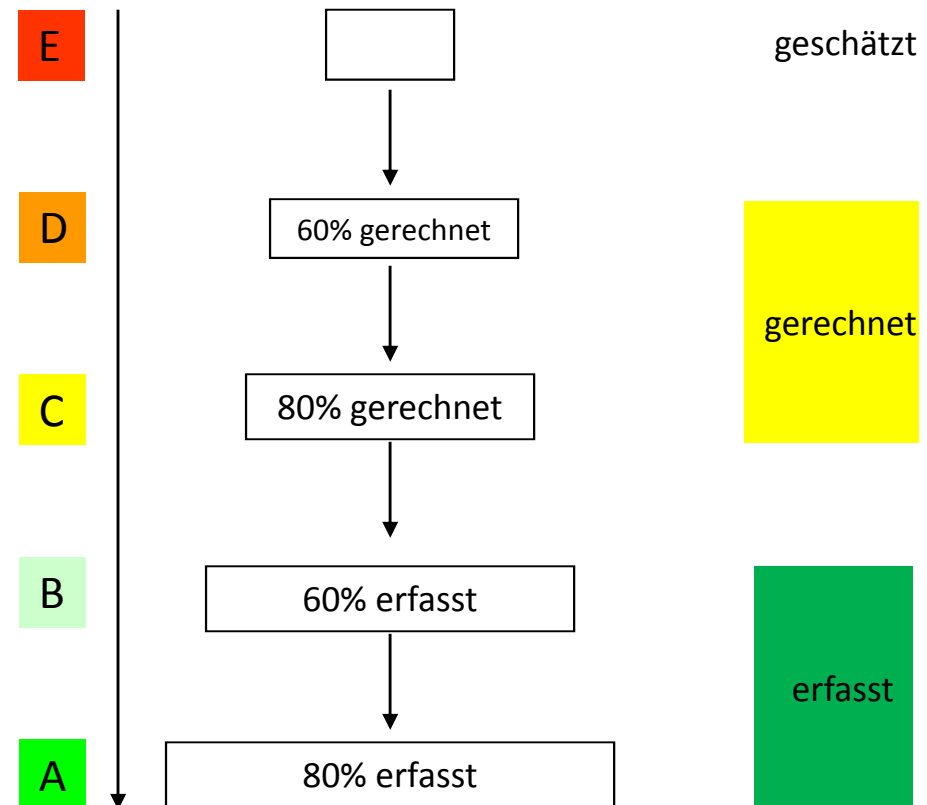 E
geschätzt
D
60% gerechnet
gerechnet
C
80% gerechnet
B
60% erfasst
erfasst
A
80% erfasst